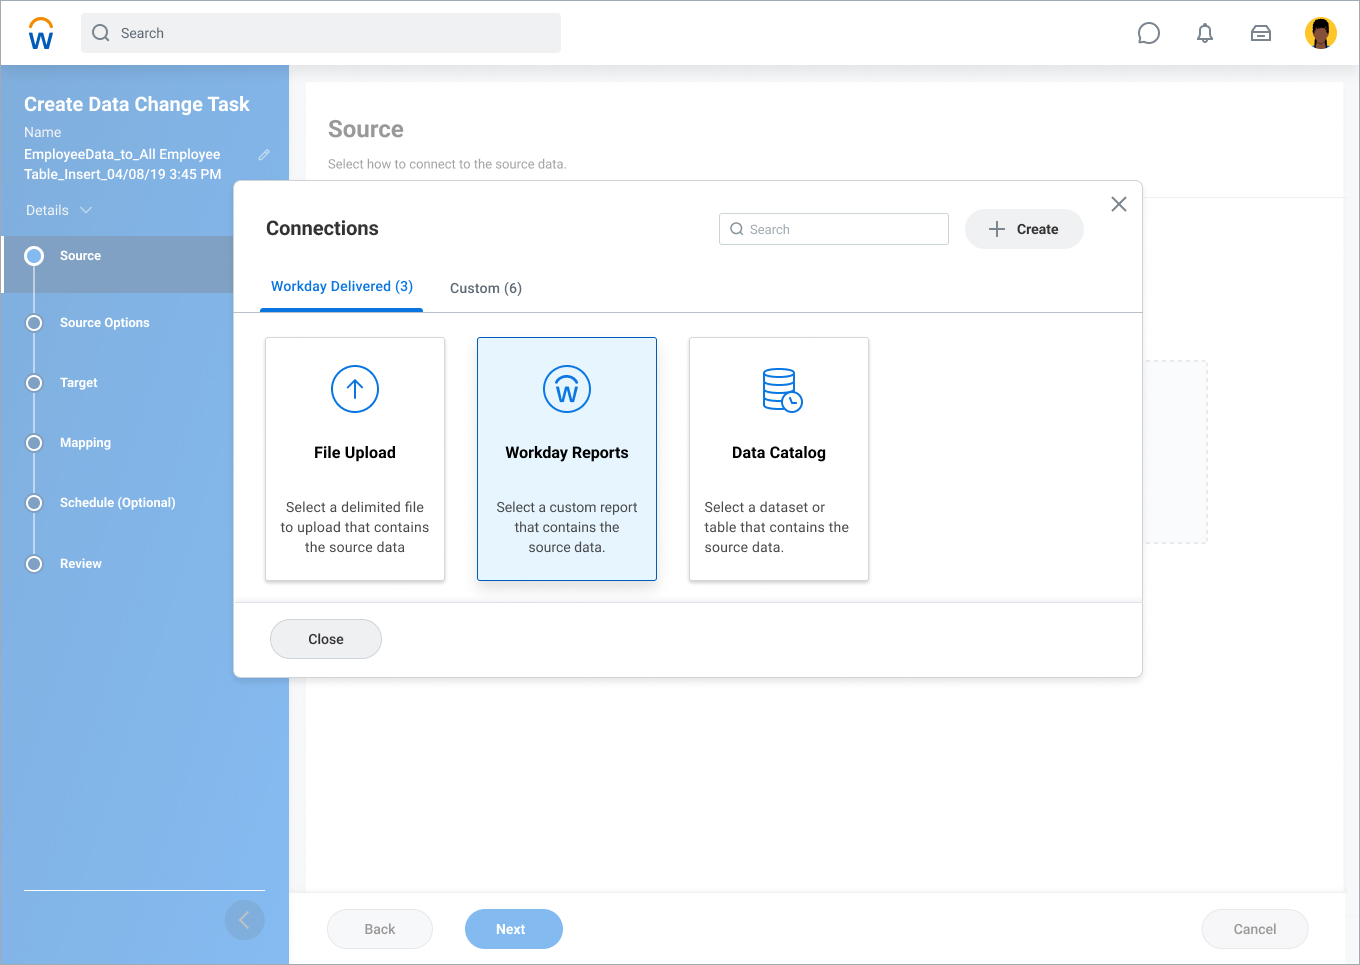 W
Search
Create Data Change Task
Name
EmployeeData_to_All Employee
Table_Insert_04/08/19 3:45 PM
Details
Source
Source Options
Target
Mapping
Schedule (Optional)
Review
Source
Select how to connect to the source data.
Connections
Search
Create
Workday Delivered (3)
Custom (6)
File Upload
Select a delimited file
to upload that contains
the source data
W
Workday Reports
Select a custom report
that contains the
source data.
Data Catalog
Select a dataset or
table that contains the
source data.
Close
Back
Next
Cancel